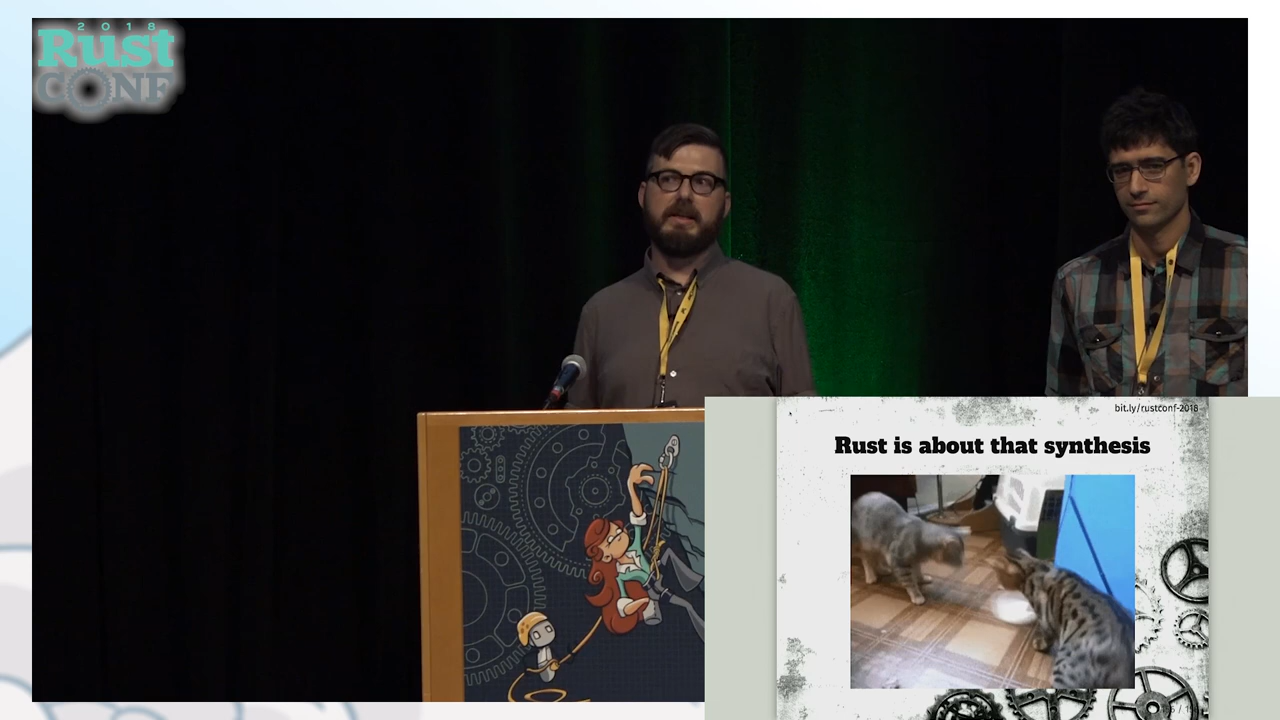 2018
Rust
CONF
bit.ly/rustconf-2018
Rust is about that synthesis